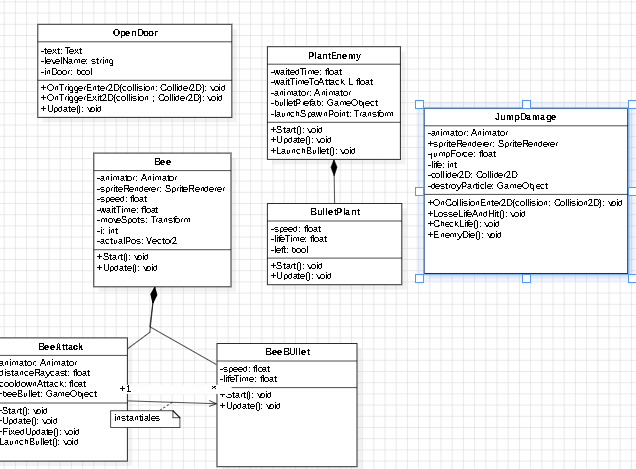 OpenDoor
-text: Text
-levelName: string
-inDoor: bool
+OnTriggerEnter2D(collision: Collider2D): void
+OnTriggerExit2D(collision ; Collider2D): void
+Update(): void
PlantEnemy
-waitedTime: float
-waitTimeToAttack L float
-animator: Animator
-bulletPrefab: GameObject
-launchSpawnPoint: Transform
+Start(): void
+Update(): void
+LaunchBullet(): void
JumpDamage
-animator: Animator
+spriteRenderer: SpriteRenderer
-jumpForce: float
-life: int
-collider2D: Collider2D
-destroyParticle: GameObject
+OnCollisionEnter2D(collision: Collision2D): void
+LosseLifeAndHit(): void
+CheckLife(): void
+EnemyDie(): void
Bee
-animator: Animator
-spriteRenderer: SpriteRenderer
-speed: float
-waitTime: float
-moveSpots: Transform
-i: int
-actualPos: Vector2
+Start(): void
+Update(): void
BulletPlant
-speed: float
-lifeTime: float
-left: bool
+Start(): void
+Update(): void
BeeAttack
animator: Animator
distanceRaycast: float
cooldownAttack: float
beeBullet: GameObject
Start(): void
Update(): void
FixedUpdate(): void
LaunchBullet(): void
+1
*
instantiales
BeeBUllet
-speed: float
-lifeTime: float
+Start(): void
+Update(): void